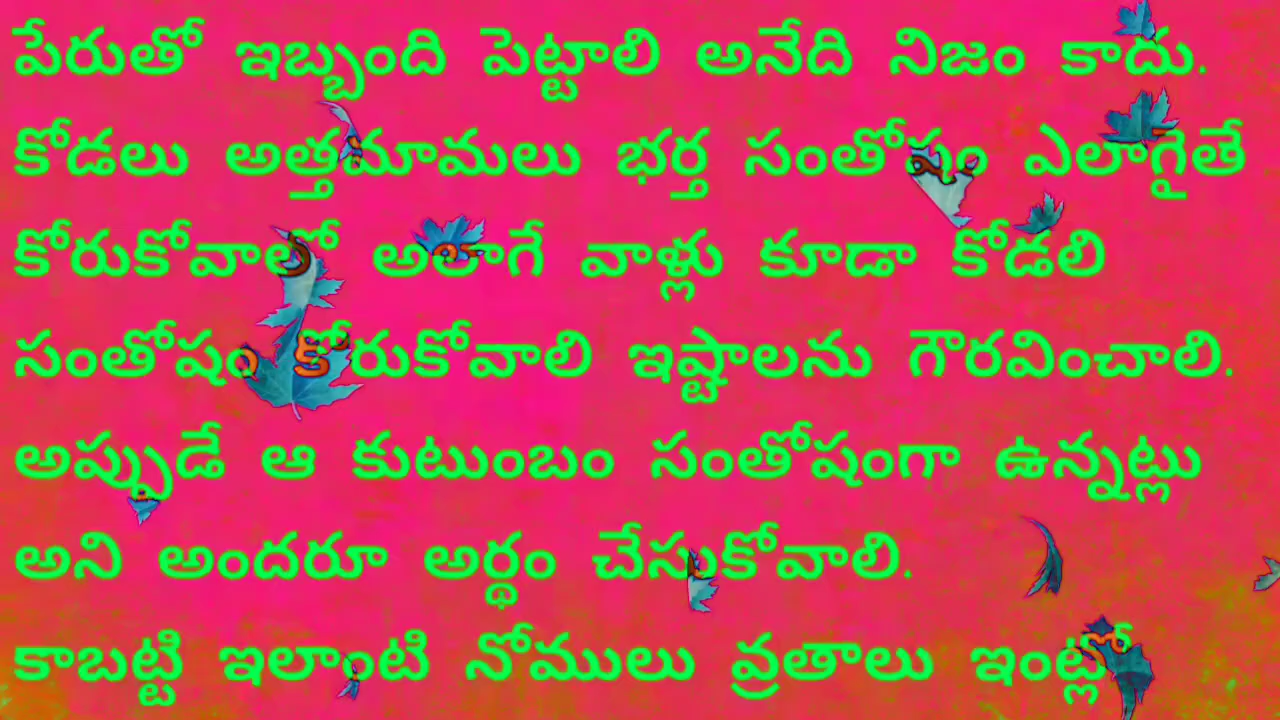 పేరుతో ఇబ్బంది పెట్టాలి అనేది నిజం కాదు.
కోడలు అత్తమామలు భర్త సంతోషం ఎలాగైతే
కోరుకోవాలో అలాగే వాళ్లు కూడా కోడలి
సంతోషం కోరుకోవాలి ఇష్టాలను గౌరవించాలి.
అప్పుడే ఆ కుటుంబం సంతోషంగా ఉన్నట్లు
అని అందరూ అర్థం చేసుకోవాలి.
కాబట్టి ఇలాంటి నోములు వ్రతాలు ఇంట్లో